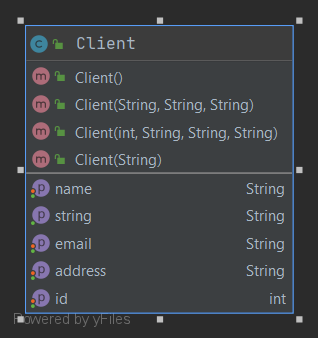 C Client
m Client()
m Client(String, String, String)
m Client(int, String, String, String)
m Client(String)
p name String
p string String
p email String
p address String
p id int
Powered by yFiles